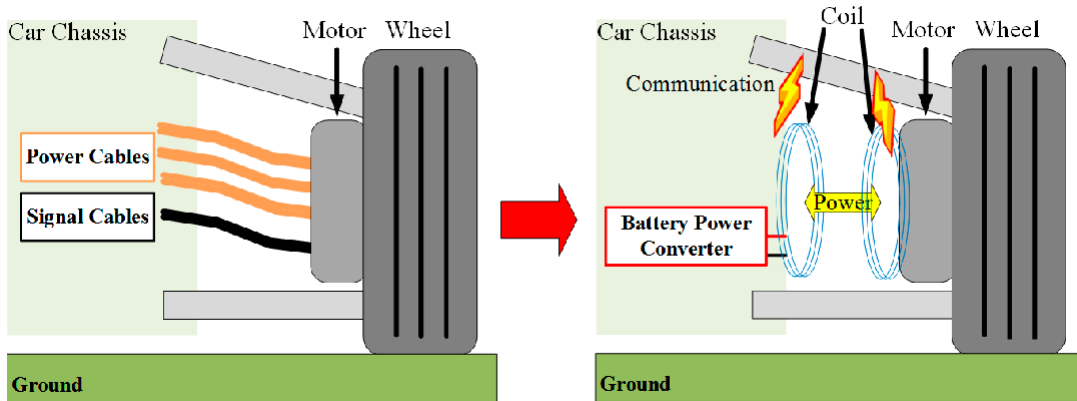 Car Chassis
Motor
Wheel
Power Cables
Signal Cables
Ground
Car Chassis
Coil
Motor
Wheel
Communication
Power
Battery Power
Converter
Ground